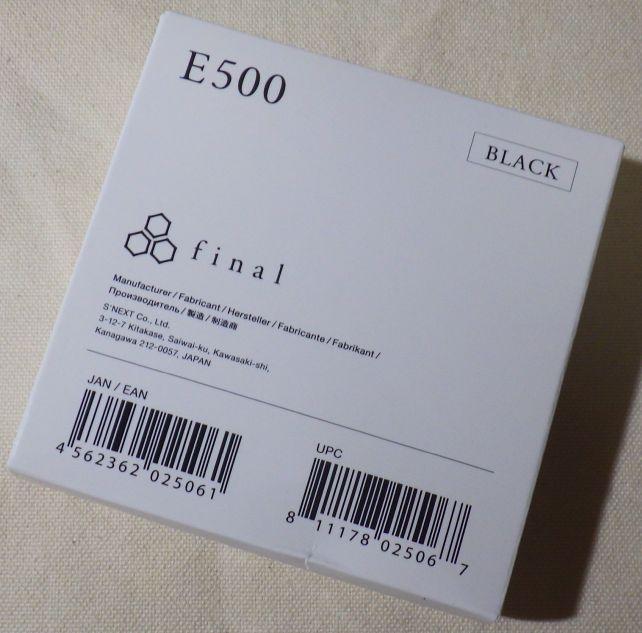 E500
BLACK
final
Manufacturer / Fabricant / Hersteller / Fabricante / Fabrikant /
Производитель / 製造 / 制造商
S'NEXT Co., Ltd.
3-12-7 Kitakase, Saiwai-ku, Kawasaki-shi,
Kanagawa 212-0057, JAPAN
JAN / EAN
4 562362 025061
UPC
8 11178 02506 7